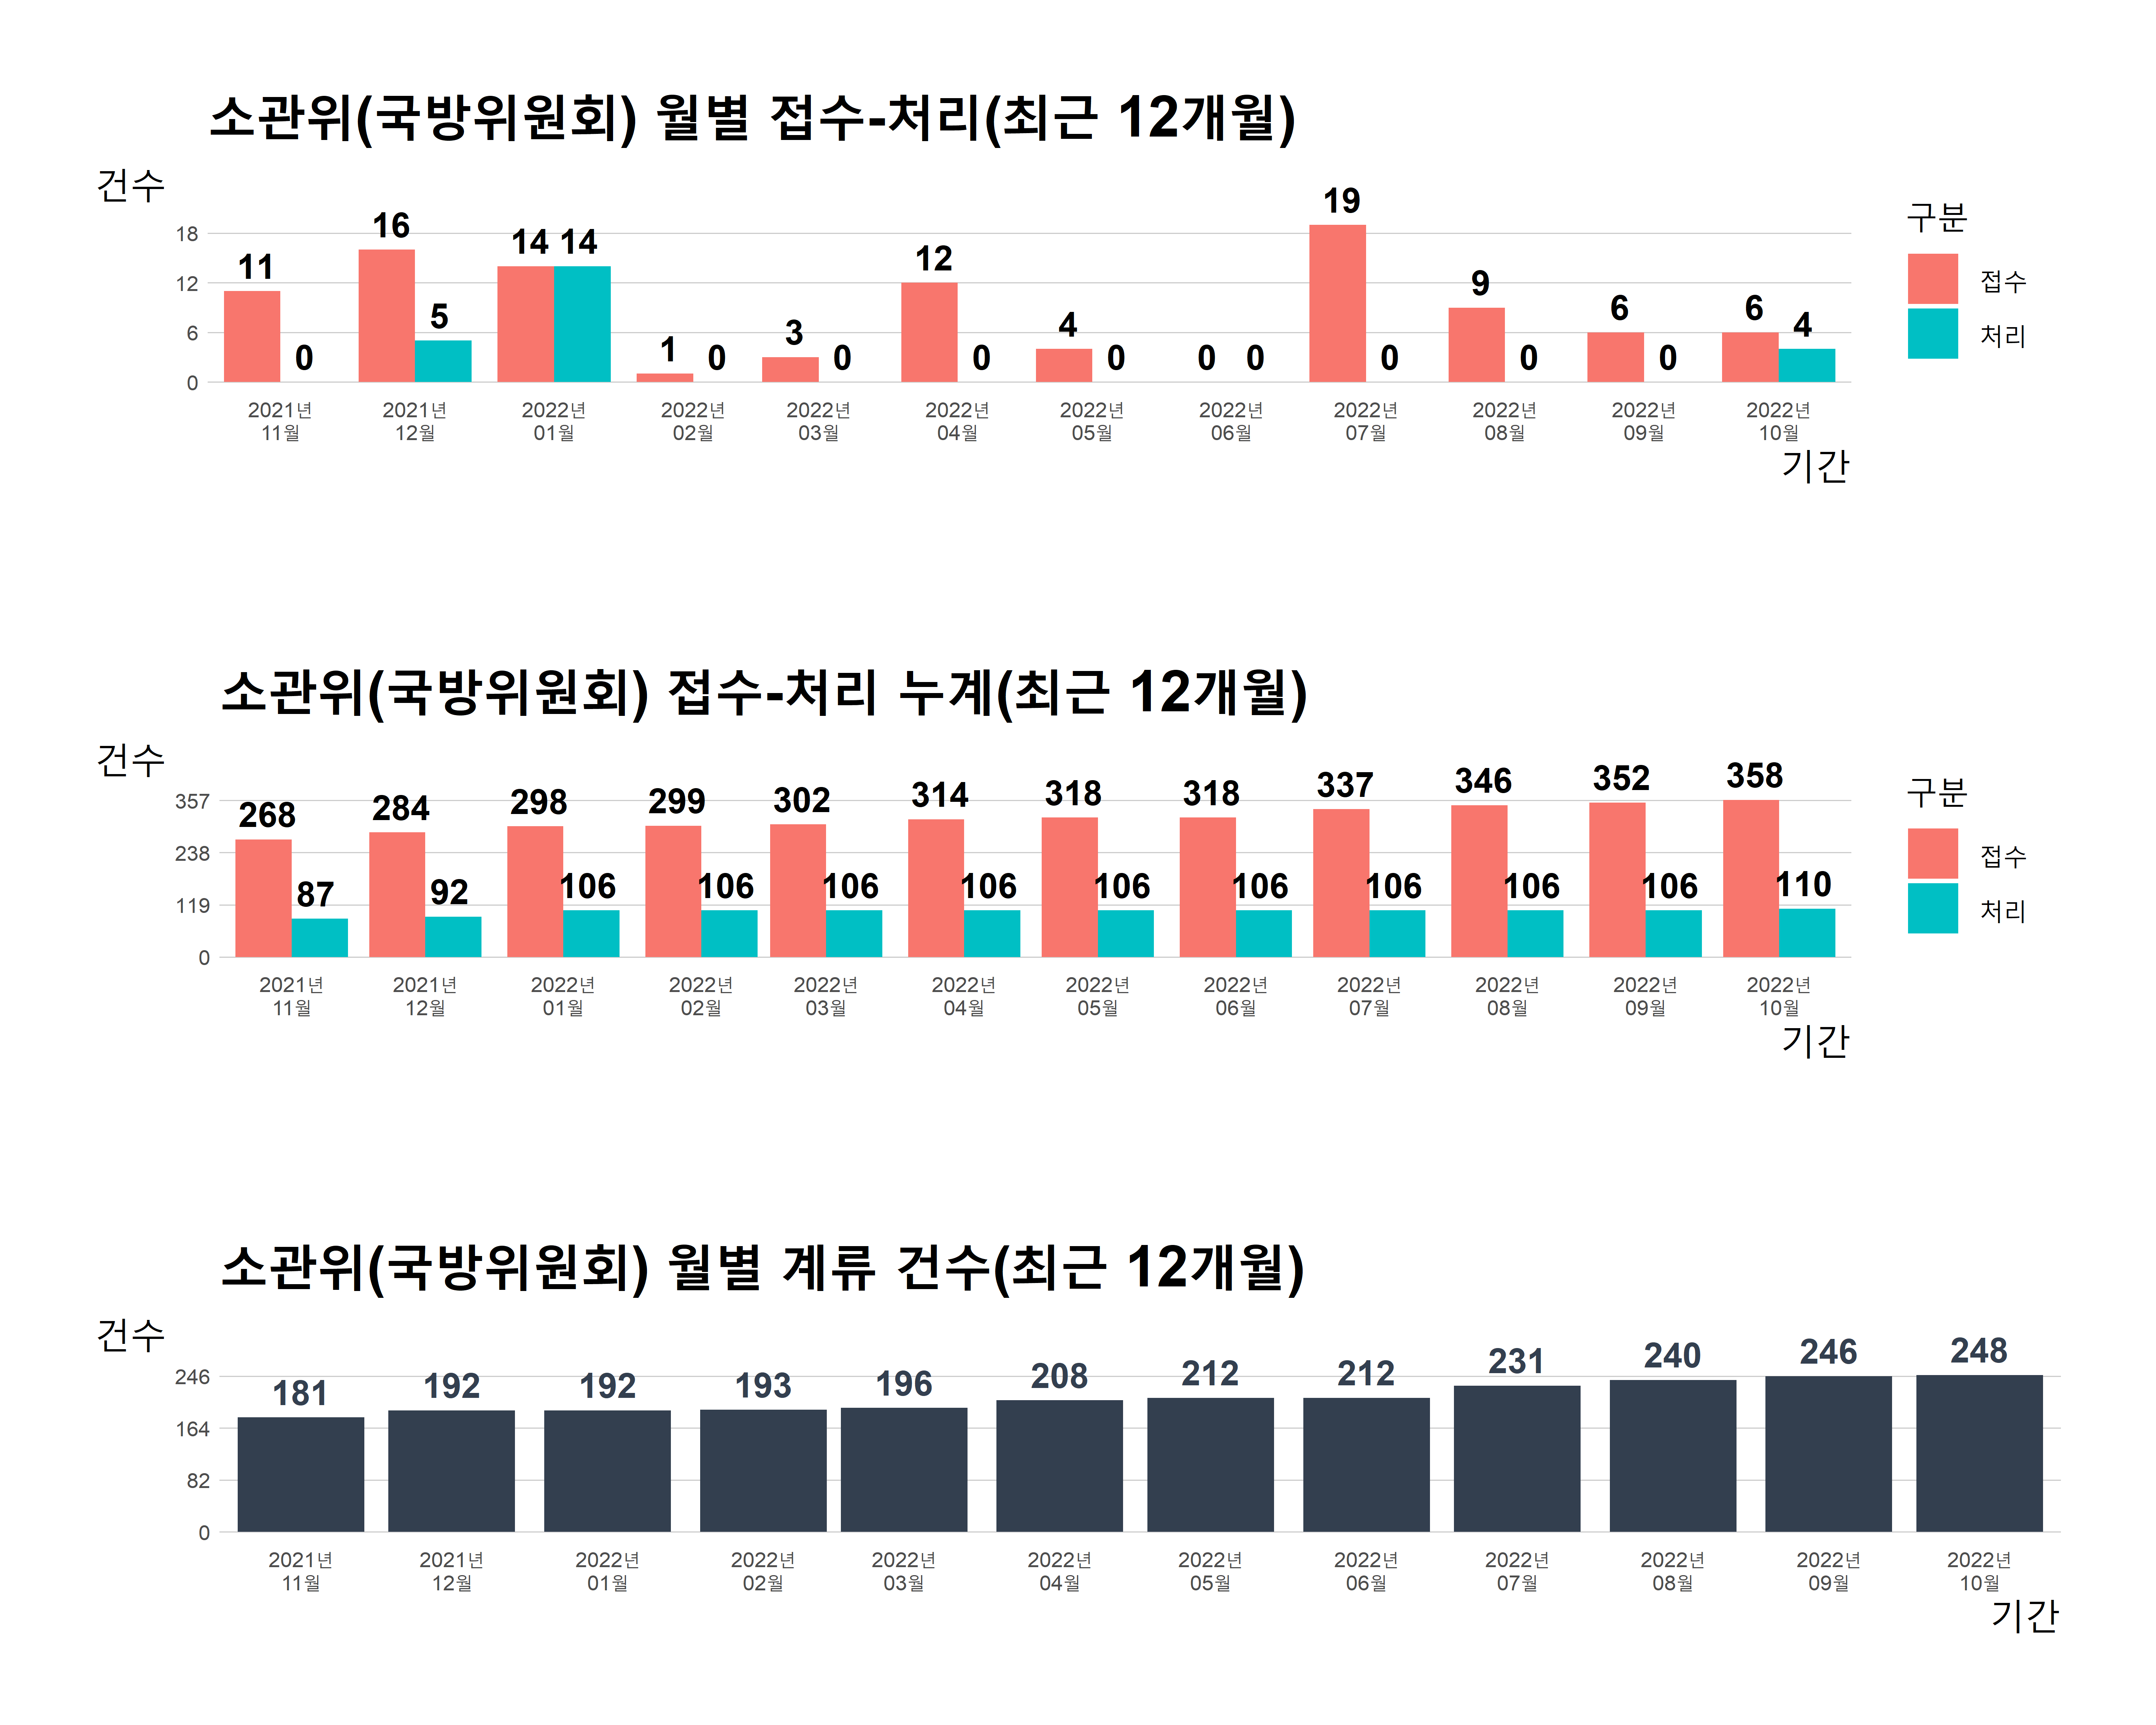 소관위(국방위원회) 월별 접수-처리(최근 12개월)
건수
18
12
6
0
11 0 16 5 14 14 1 0 3 0 12 0 4 0 0 0 19 0 9 0 6 0 6 4
2021년 2021년 2022년 2022년 2022년 2022년 2022년 2022년 2022년 2022년 2022년 2022년
11월 12월 01월 02월 03월 04월 05월 06월 07월 08월 09월 10월
기간
구분
접수
처리
소관위(국방위원회) 접수-처리 누계(최근 12개월)
건수
357
238
119
0
268 87 284 92 298 106 299 106 302 106 314 106 318 106 318 106 337 106 346 106 352 106 358 110
2021년 2021년 2022년 2022년 2022년 2022년 2022년 2022년 2022년 2022년 2022년 2022년
11월 12월 01월 02월 03월 04월 05월 06월 07월 08월 09월 10월
기간
구분
접수
처리
소관위(국방위원회) 월별 계류 건수(최근 12개월)
건수
246
164
82
0
181 192 192 193 196 208 212 212 231 240 246 248
2021년 2021년 2022년 2022년 2022년 2022년 2022년 2022년 2022년 2022년 2022년 2022년
11월 12월 01월 02월 03월 04월 05월 06월 07월 08월 09월 10월
기간